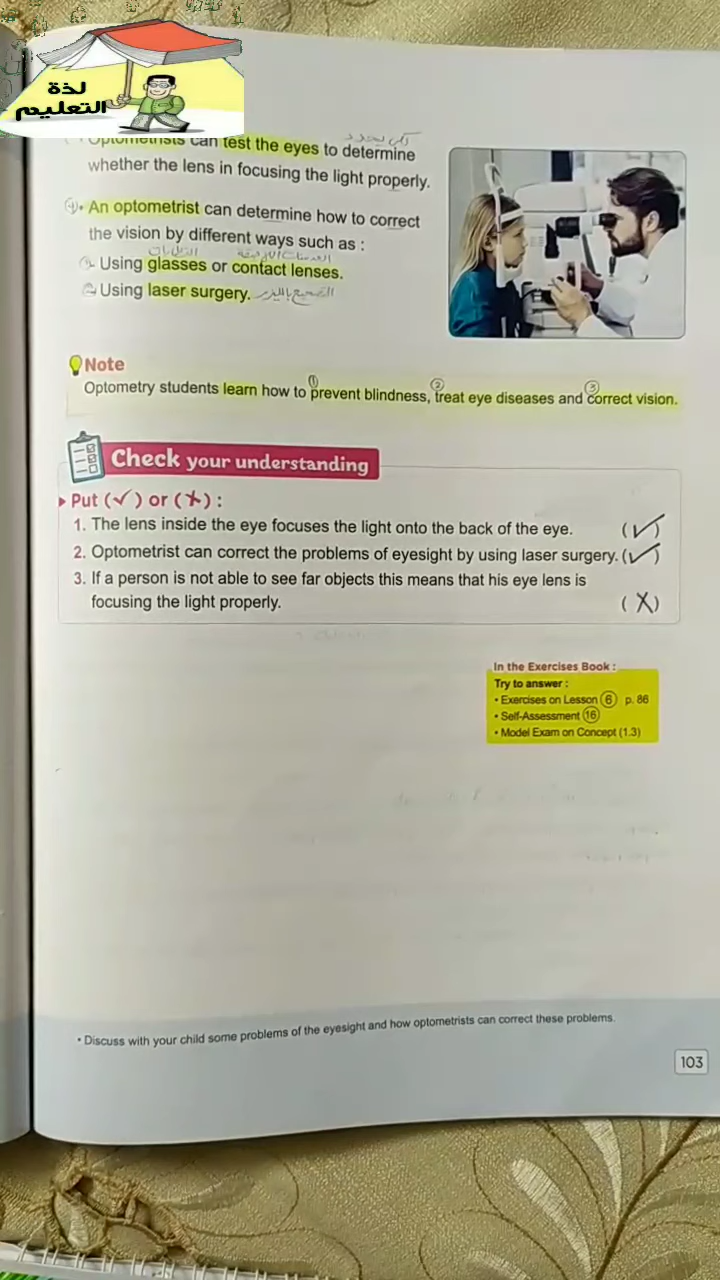 لذة
التعليم
Optometrists can test the eyes to determine
whether the lens in focusing the light properly.
④• An optometrist can determine how to correct
the vision by different ways such as :
- Using glasses or contact lenses.
- Using laser surgery.
Note
① ② ③
Optometry students learn how to prevent blindness, treat eye diseases and correct vision.
Check your understanding
Put (✓) or (✗) :
1. The lens inside the eye focuses the light onto the back of the eye. (✓)
2. Optometrist can correct the problems of eyesight by using laser surgery. (✓)
3. If a person is not able to see far objects this means that his eye lens is
focusing the light properly. (X)
In the Exercises Book :
Try to answer :
• Exercises on Lesson 6 p. 86
• Self-Assessment 16
• Model Exam on Concept (1.3)
• Discuss with your child some problems of the eyesight and how optometrists can correct these problems.
103